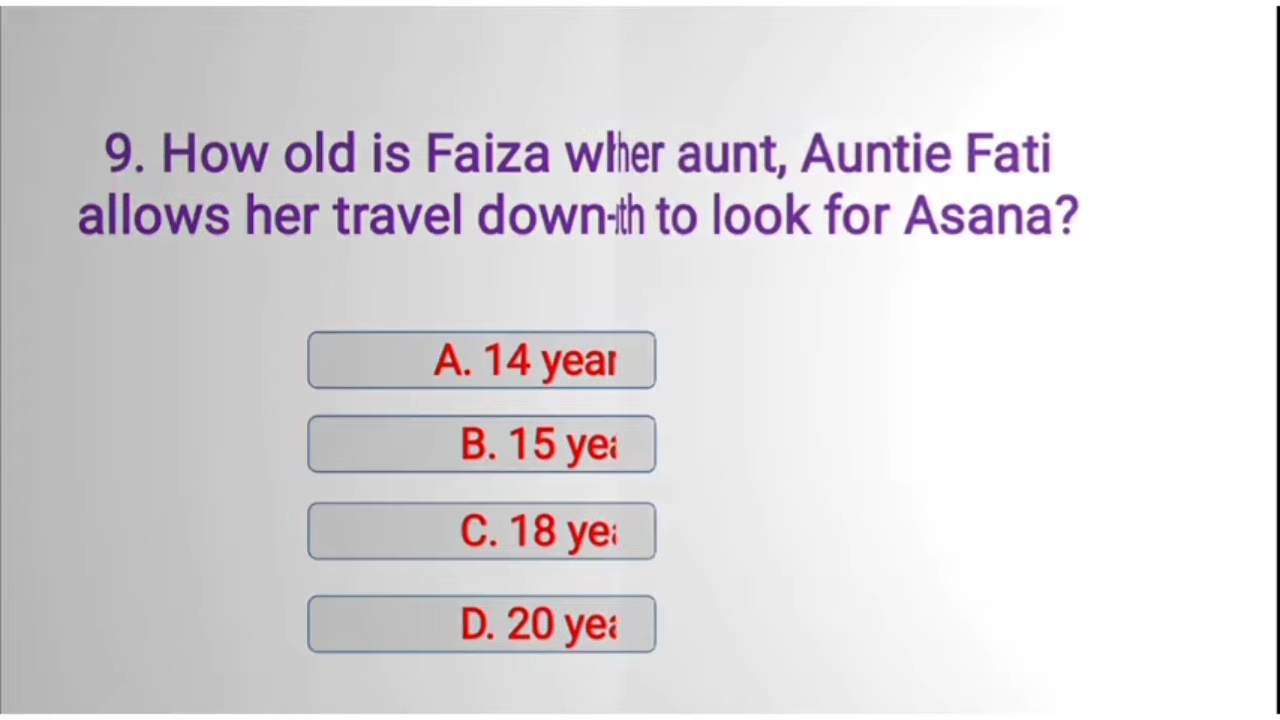 9. How old is Faiza wher aunt, Auntie Fati
allows her travel down-th to look for Asana?
A. 14 year
B. 15 yea
C. 18 yea
D. 20 yea